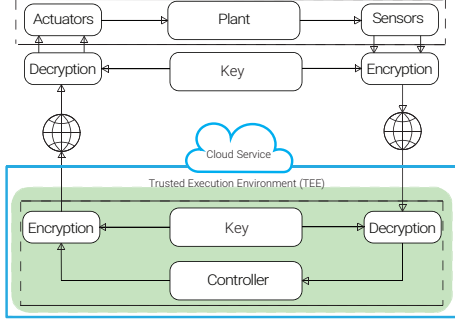 Actuators
Plant
Sensors
Decryption
Key
Encryption
Cloud Service
Trusted Execution Environment (TEE)
Encryption
Key
Decryption
Controller